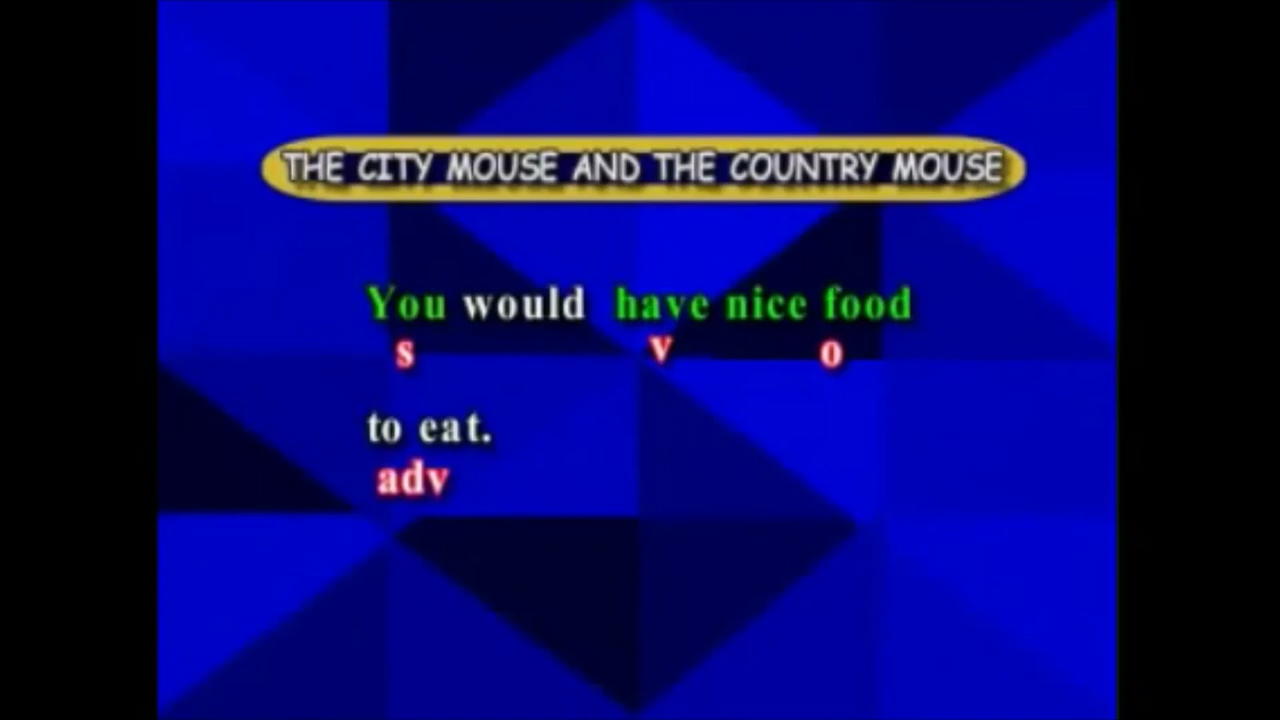 THE CITY MOUSE AND THE COUNTRY MOUSE
You would have nice food
s v o
to eat.
adv